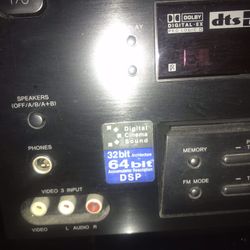 I/O
DOLBY
DIGITAL·EX
dts
SPEAKERS
(OFF/A/B/A+B)
Digital
Cinema
Sound
32bit Architecture
64bit
DSP
PHONES
MEMORY
FM MODE
VIDEO 3 INPUT
VIDEO L AUDIO R